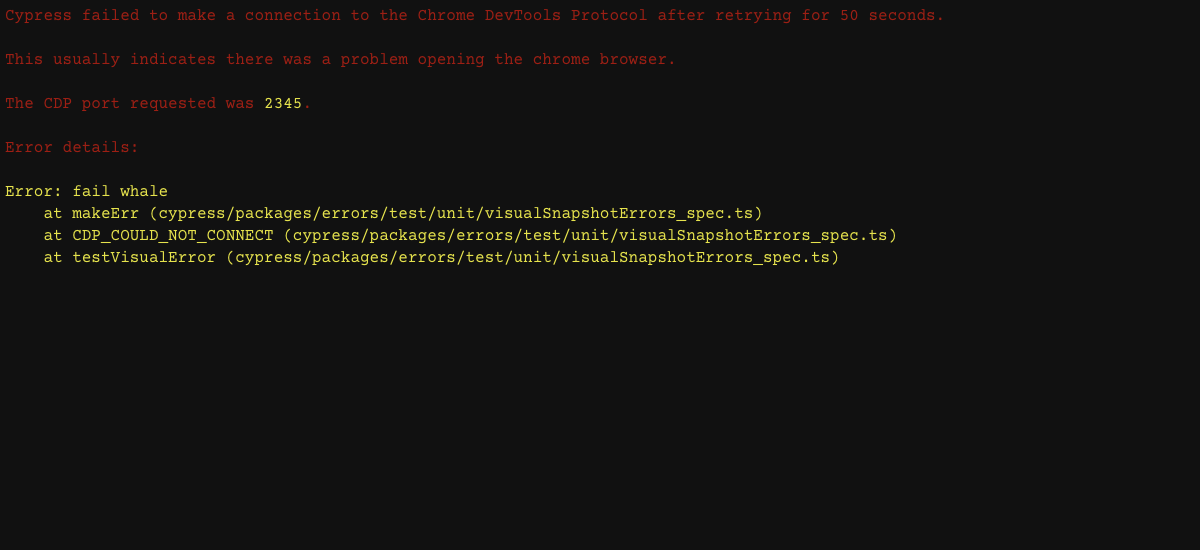 Cypress failed to make a connection to the Chrome DevTools Protocol after retrying for 50 seconds.
This usually indicates there was a problem opening the chrome browser.
The CDP port requested was 2345.
Error details:
Error: fail whale
    at makeErr (cypress/packages/errors/test/unit/visualSnapshotErrors_spec.ts)
    at CDP_COULD_NOT_CONNECT (cypress/packages/errors/test/unit/visualSnapshotErrors_spec.ts)
    at testVisualError (cypress/packages/errors/test/unit/visualSnapshotErrors_spec.ts)